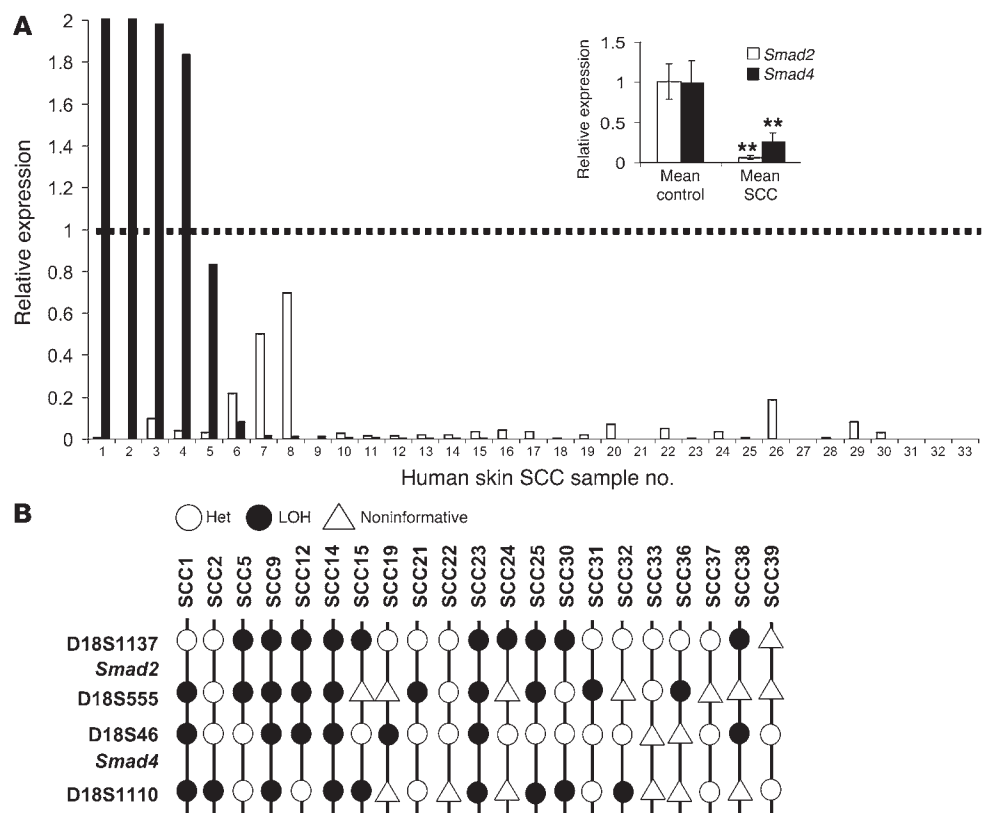 A
Relative expression
2
1.8
1.6
1.4
1.2
1
0.8
0.6
0.4
0.2
0
1 2 3 4 5 6 7 8 9 10 11 12 13 14 15 16 17 18 19 20 21 22 23 24 25 26 27 28 29 30 31 32 33
Human skin SCC sample no.
Relative expression
1.5
1
0.5
0
Smad2
Smad4
** **
Mean control
Mean SCC
B
Het LOH Noninformative
SCC1 SCC2 SCC5 SCC9 SCC12 SCC14 SCC15 SCC19 SCC21 SCC22 SCC23 SCC24 SCC25 SCC30 SCC31 SCC32 SCC33 SCC36 SCC37 SCC38 SCC39
D18S1137
Smad2
D18S555
D18S46
Smad4
D18S1110